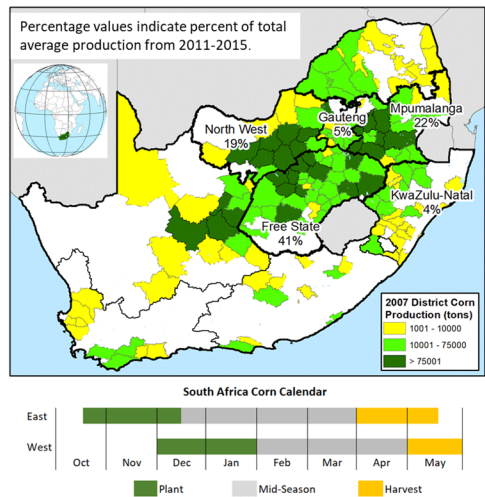 Percentage values indicate percent of total
average production from 2011-2015.
North West
19%
Gauteng
5%
Mpumalanga
22%
KwaZulu-Natal
4%
Free State
41%
2007 District Corn
Production (tons)
1001 - 10000
10001 - 75000
> 75001
South Africa Corn Calendar
East
West
Oct Nov Dec Jan Feb Mar Apr May
Plant Mid-Season Harvest